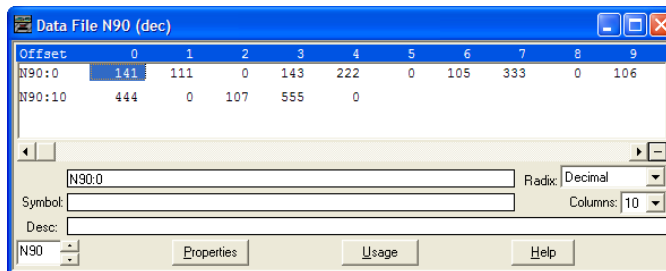 Data File N90 (dec)
Offset 0 1 2 3 4 5 6 7 8 9
N90:0 141 111 0 143 222 0 105 333 0 106
N90:10 444 0 107 555 0
N90:0
Radix: Decimal
Symbol:
Columns: 10
Desc:
N90 Properties Usage Help